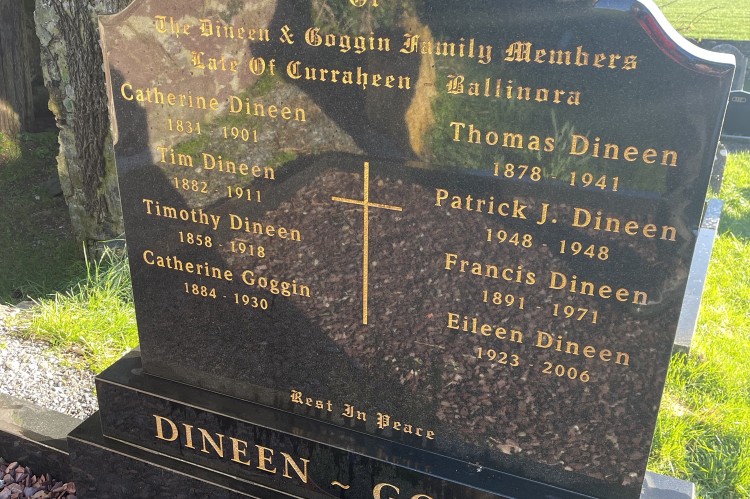 Of
The Dineen & Goggin Family Members
Late Of Curraheen - Ballinora
Catherine Dineen
1831 - 1901
Tim Dineen
1882 - 1911
Timothy Dineen
1858 - 1918
Catherine Goggin
1884 - 1930
Thomas Dineen
1878 - 1941
Patrick J. Dineen
1948 - 1948
Francis Dineen
1891 - 1971
Eileen Dineen
1923 - 2006
Rest In Peace
DINEEN ~ GO